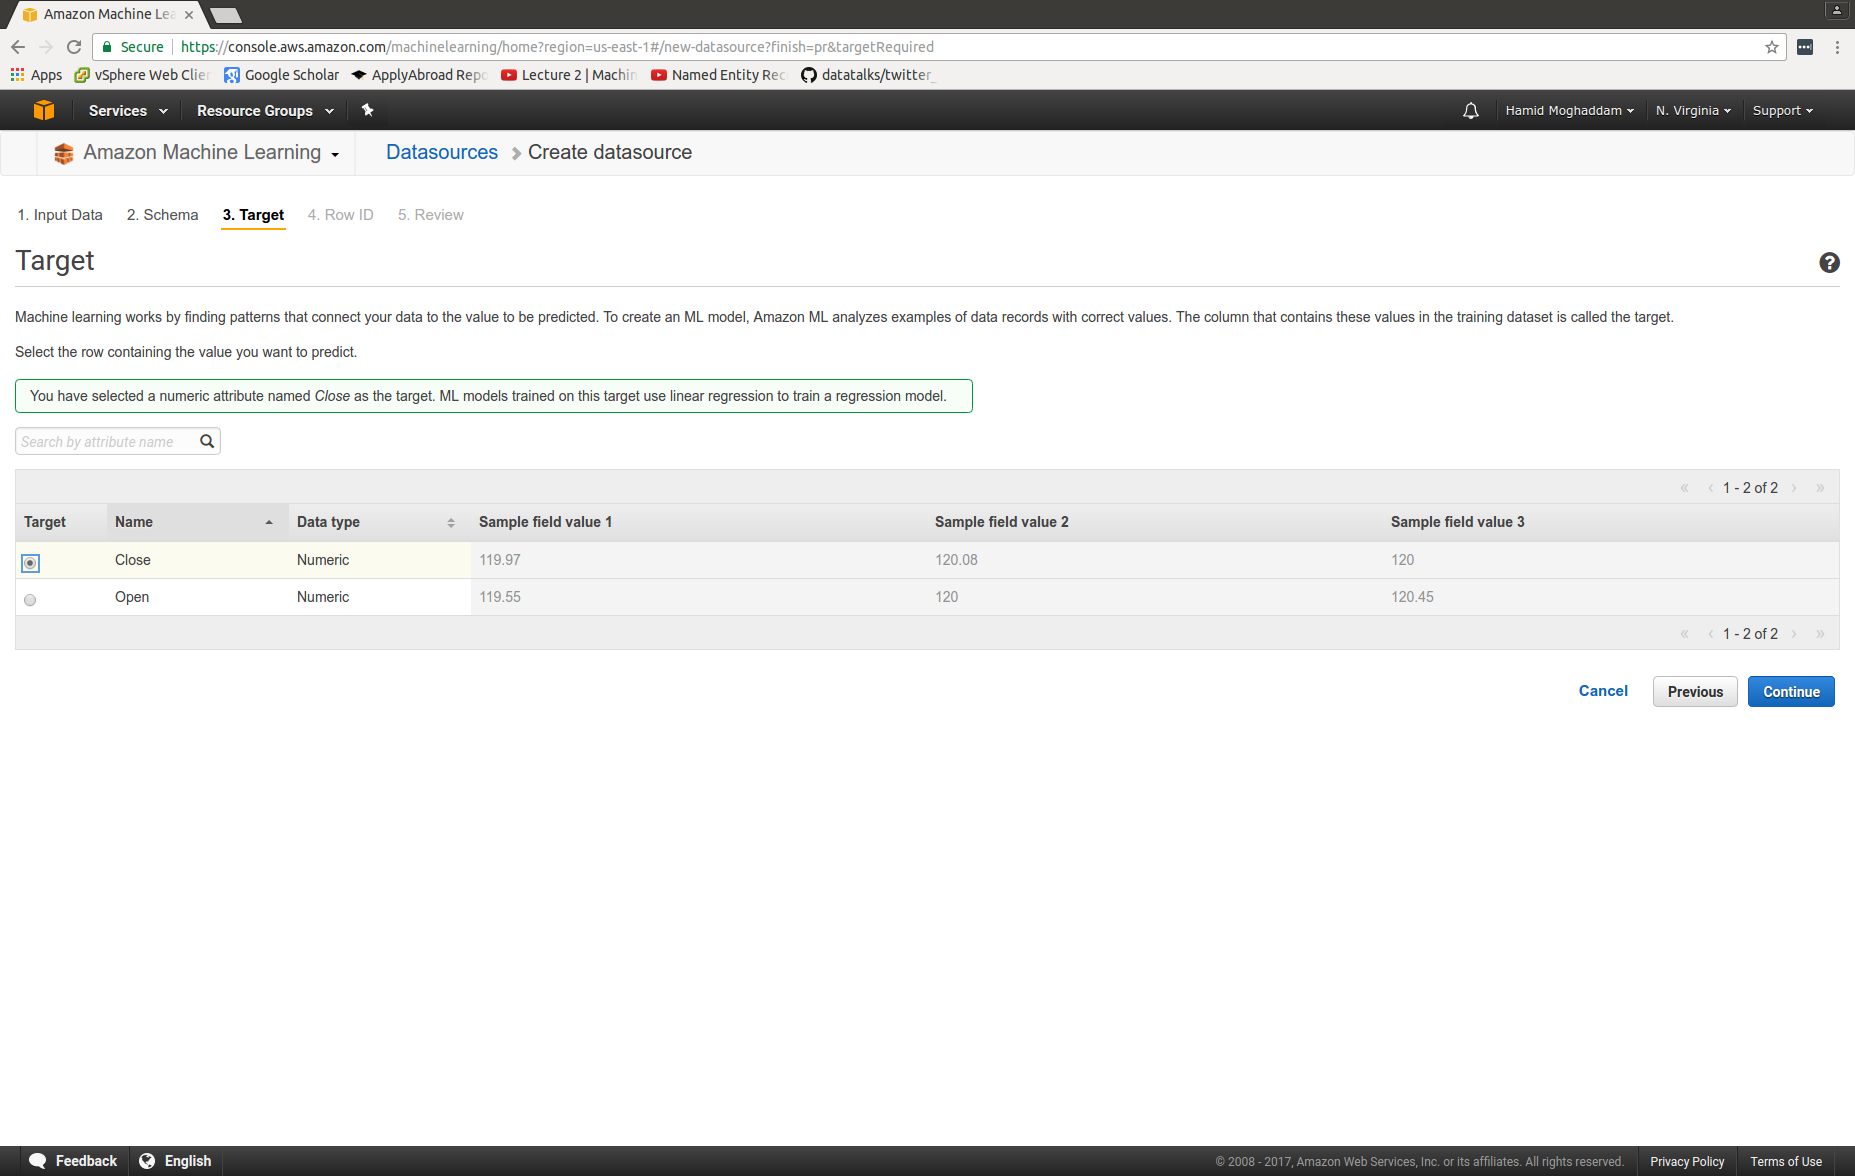 Amazon Machine Lea
Secure https://console.aws.amazon.com/machinelearning/home?region=us-east-1#/new-datasource?finish=pr&targetRequired
Apps vSphere Web Clier Google Scholar ApplyAbroad Repo Lecture 2 | Machin Named Entity Rec datatalks/twitter_
Services Resource Groups Hamid Moghaddam N. Virginia Support
Amazon Machine Learning Datasources Create datasource
1. Input Data 2. Schema 3. Target 4. Row ID 5. Review
Target
Machine learning works by finding patterns that connect your data to the value to be predicted. To create an ML model, Amazon ML analyzes examples of data records with correct values. The column that contains these values in the training dataset is called the target.
Select the row containing the value you want to predict.
You have selected a numeric attribute named Close as the target. ML models trained on this target use linear regression to train a regression model.
Search by attribute name
« ‹ 1 - 2 of 2 › »
Target Name Data type Sample field value 1 Sample field value 2 Sample field value 3
Close Numeric 119.97 120.08 120
Open Numeric 119.55 120 120.45
« ‹ 1 - 2 of 2 › »
Cancel Previous Continue
Feedback English © 2008 - 2017, Amazon Web Services, Inc. or its affiliates. All rights reserved. Privacy Policy Terms of Use